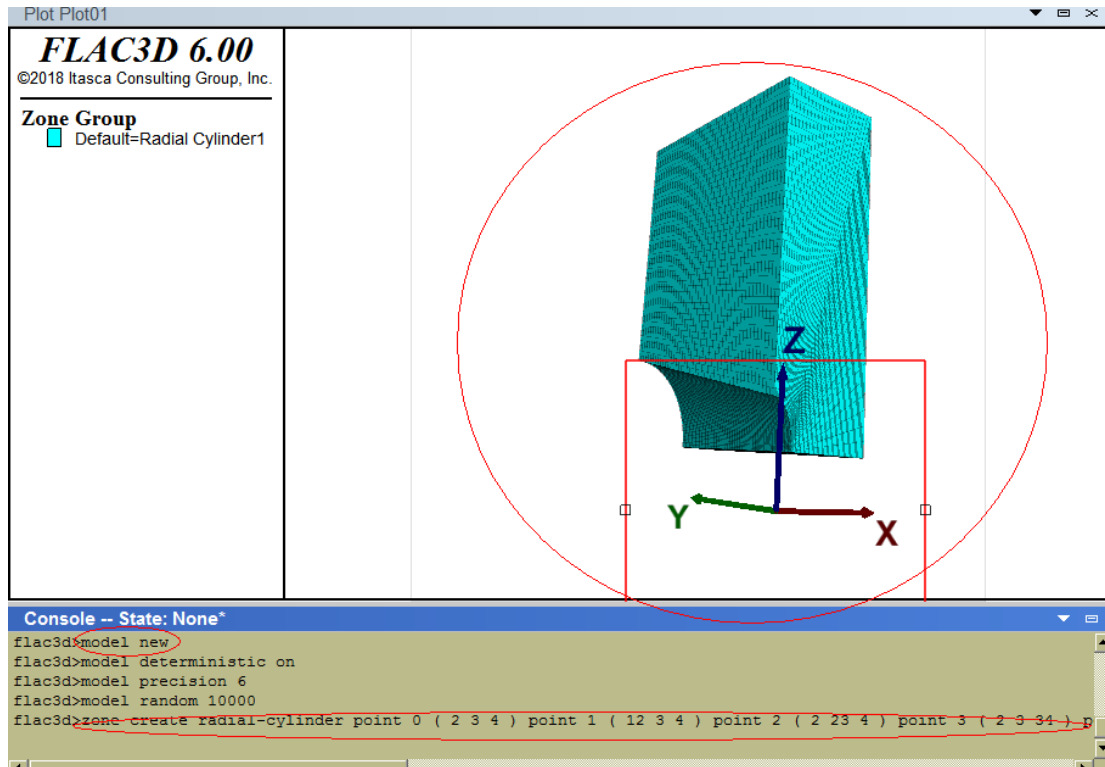 Plot Plot01
FLAC3D 6.00
©2018 Itasca Consulting Group, Inc.
Zone Group
Default=Radial Cylinder1
Z
Y
X
Console -- State: None*
flac3d>model new
flac3d>model deterministic on
flac3d>model precision 6
flac3d>model random 10000
flac3d>zone create radial-cylinder point 0 ( 2 3 4 ) point 1 ( 12 3 4 ) point 2 ( 2 23 4 ) point 3 ( 2 3 34 ) p